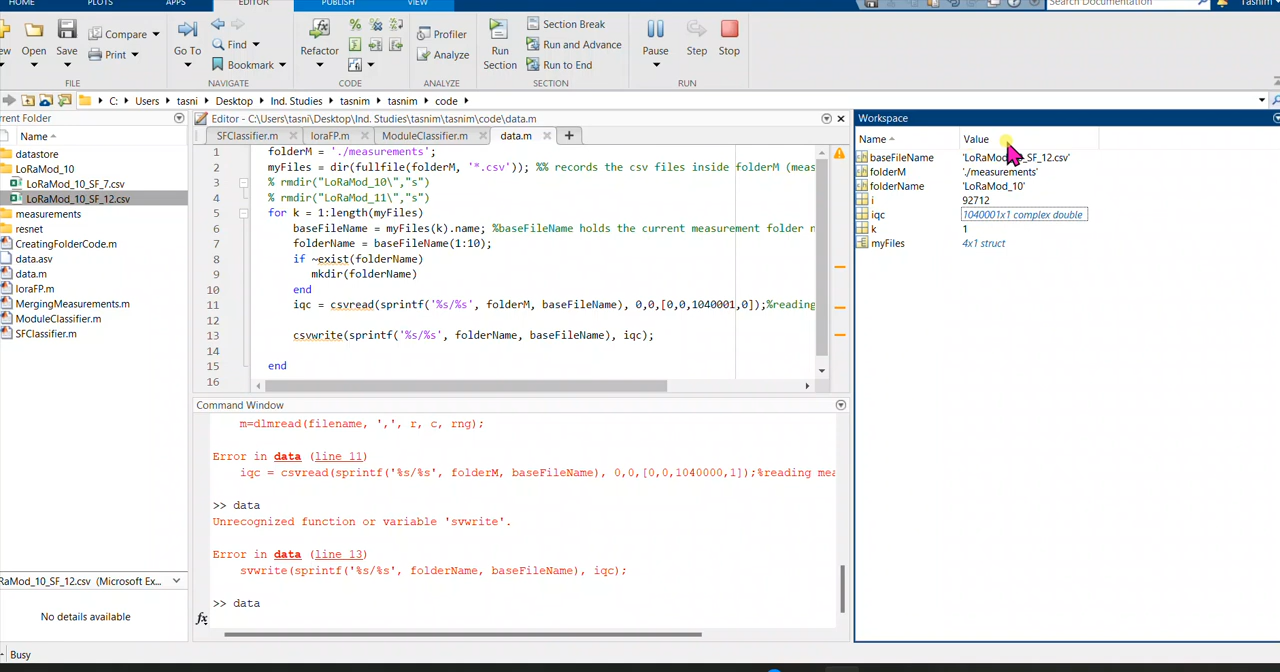 HOME PLOTS APPS EDITOR PUBLISH VIEW Search Documentation Tasnim
Open Save Compare Print
Go To Find Bookmark
Refactor
Profiler
Analyze
Run Section
Section Break
Run and Advance
Run to End
Pause Step Stop
FILE NAVIGATE CODE ANALYZE SECTION RUN
C: Users tasni Desktop Ind. Studies tasnim tasnim code
rrent Folder
Name
datastore
LoRaMod_10
LoRaMod_10_SF_7.csv
LoRaMod_10_SF_12.csv
measurements
resnet
CreatingFolderCode.m
data.asv
data.m
loraFP.m
MergingMeasurements.m
ModuleClassifier.m
SFClassifier.m
RaMod_10_SF_12.csv (Microsoft Ex...
No details available
Busy
Editor - C:\users\tasni\Desktop\Ind. Studies\tasnim\tasnim\code\data.m
SFClassifier.m loraFP.m ModuleClassifier.m data.m
1 folderM = './measurements';
2 myFiles = dir(fullfile(folderM, '*.csv')); %% records the csv files inside folderM (meas
3 % rmdir("LoRaMod_10\","s")
4 % rmdir("LoRaMod_11\","s")
5 for k = 1:length(myFiles)
6 baseFileName = myFiles(k).name; %baseFileName holds the current measurement folder n
7 folderName = baseFileName(1:10);
8 if ~exist(folderName)
9 mkdir(folderName)
10 end
11 iqc = csvread(sprintf('%s/%s', folderM, baseFileName), 0,0,[0,0,1040001,0]);%reading
12
13 csvwrite(sprintf('%s/%s', folderName, baseFileName), iqc);
14
15 end
16
Command Window
m=dlmread(filename, ',', r, c, rng);
Error in data (line 11)
iqc = csvread(sprintf('%s/%s', folderM, baseFileName), 0,0,[0,0,1040000,1]);%reading mea
>> data
Unrecognized function or variable 'svwrite'.
Error in data (line 13)
svwrite(sprintf('%s/%s', folderName, baseFileName), iqc);
>> data
fx
Workspace
Name Value
baseFileName
folderM './measurements'
folderName 'LoRaMod_10'
i 92712
iqc 1040001x1 complex double
k 1
myFiles 4x1 struct